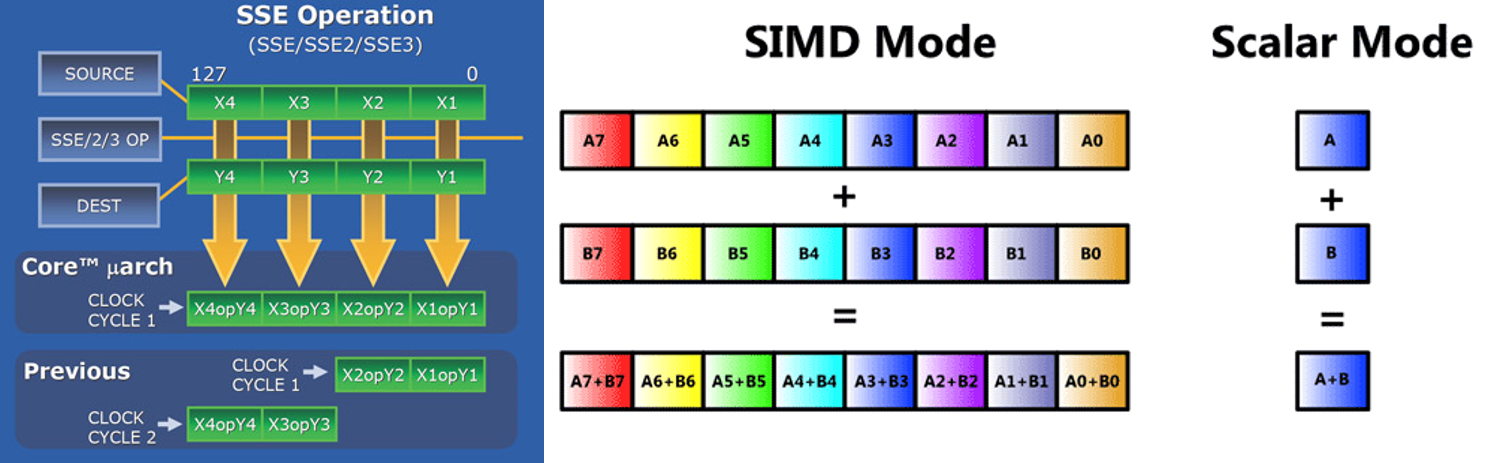 SSE Operation
(SSE/SSE2/SSE3)
SOURCE
127 0
X4 X3 X2 X1
SSE/2/3 OP
Y4 Y3 Y2 Y1
DEST
Core™ µarch
CLOCK
CYCLE 1
X4opY4 X3opY3 X2opY2 X1opY1
Previous
CLOCK
CYCLE 1
X2opY2 X1opY1
CLOCK
CYCLE 2
X4opY4 X3opY3
SIMD Mode
A7 A6 A5 A4 A3 A2 A1 A0
+
B7 B6 B5 B4 B3 B2 B1 B0
=
A7+B7 A6+B6 A5+B5 A4+B4 A3+B3 A2+B2 A1+B1 A0+B0
Scalar Mode
A
+
B
=
A+B